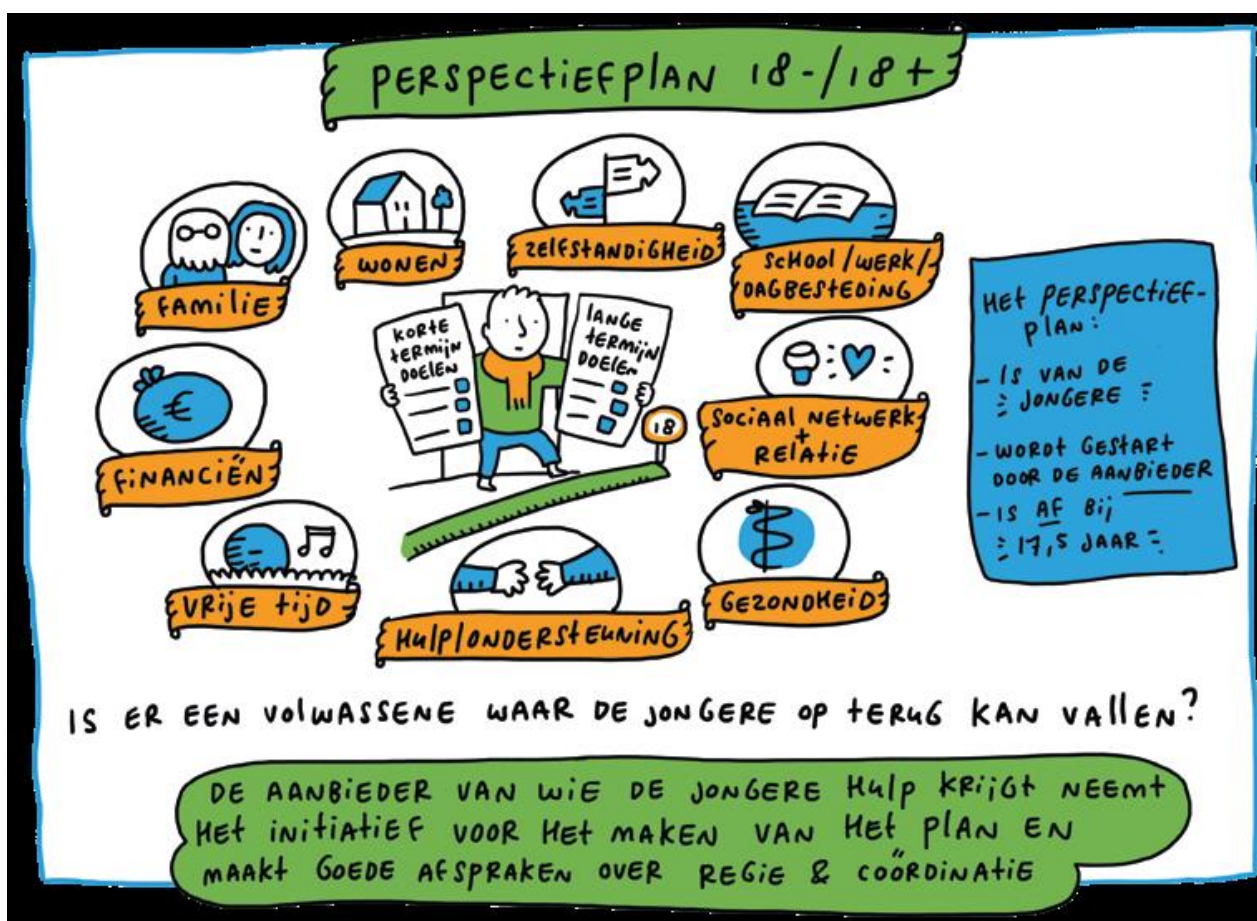 PERSPECTIEFPLAN 18-/18+
FAMILIE
WONEN
ZELFSTANDIGHEID
SCHOOL/WERK/
DAGBESTEDING
KORTE
TERMIJN
DOELEN
LANGE
TERMIJN
DOELEN
18
FINANCIËN
€
SOCIAAL NETWERK
+
RELATIE
VRIJE TIJD
HULP/ONDERSTEUNING
GEZONDHEID
HET PERSPECTIEF-
PLAN:
- IS VAN DE
JONGERE
- WORDT GESTART
DOOR DE AANBIEDER
- IS AF BIJ
17,5 JAAR
IS ER EEN VOLWASSENE WAAR DE JONGERE OP TERUG KAN VALLEN?
DE AANBIEDER VAN WIE DE JONGERE HULP KRIJGT NEEMT
HET INITIATIEF VOOR HET MAKEN VAN HET PLAN EN
MAAKT GOEDE AFSPRAKEN OVER REGIE & COÖRDINATIE